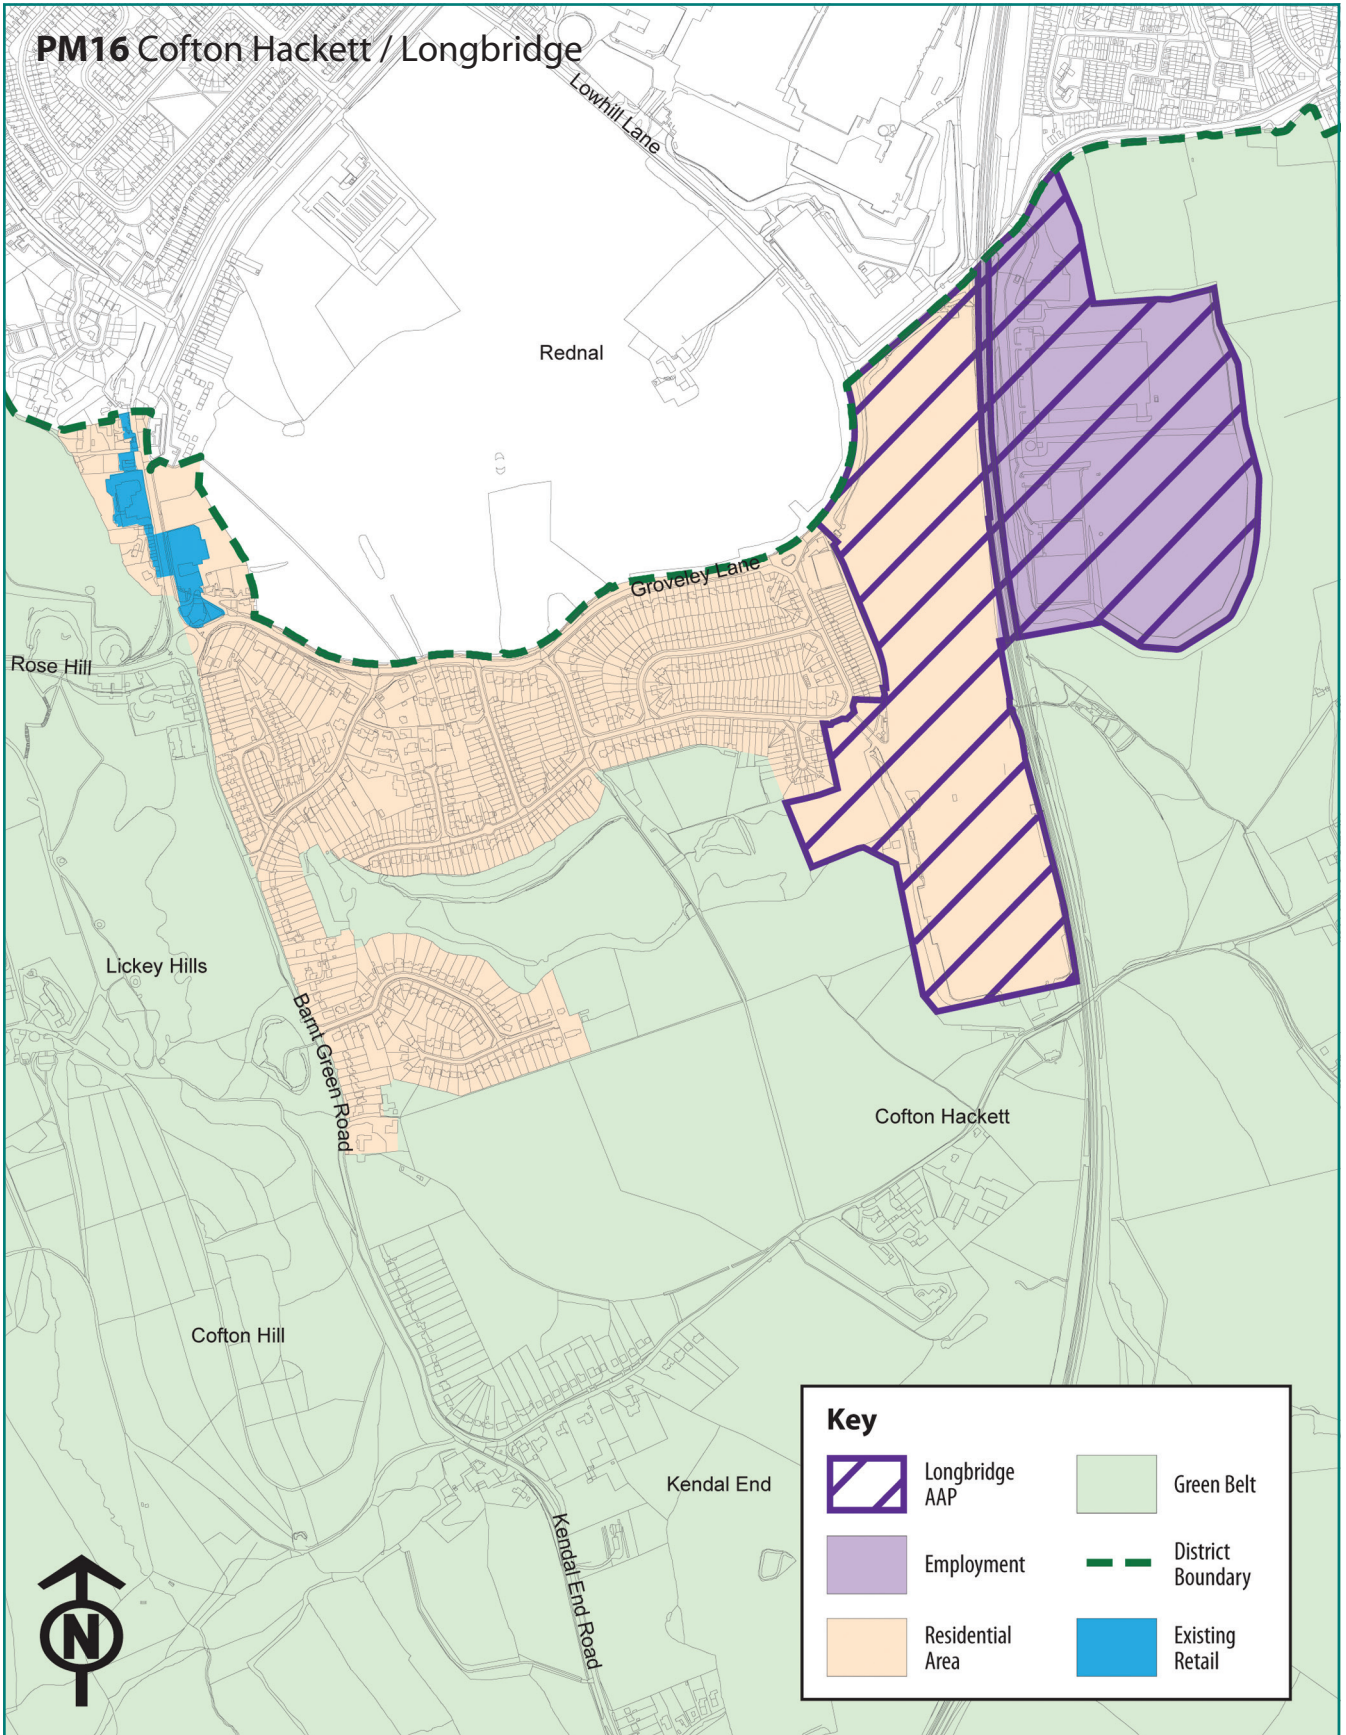 PM16 Cofton Hackett / Longbridge
Lowhill Lane
Rednal
Groveley Lane
Rose Hill
Lickey Hills
Barnt Green Road
Cofton Hackett
Cofton Hill
Kendal End
Kendal End Road
N
Key
Longbridge
AAP
Green Belt
Employment
District
Boundary
Residential
Area
Existing
Retail